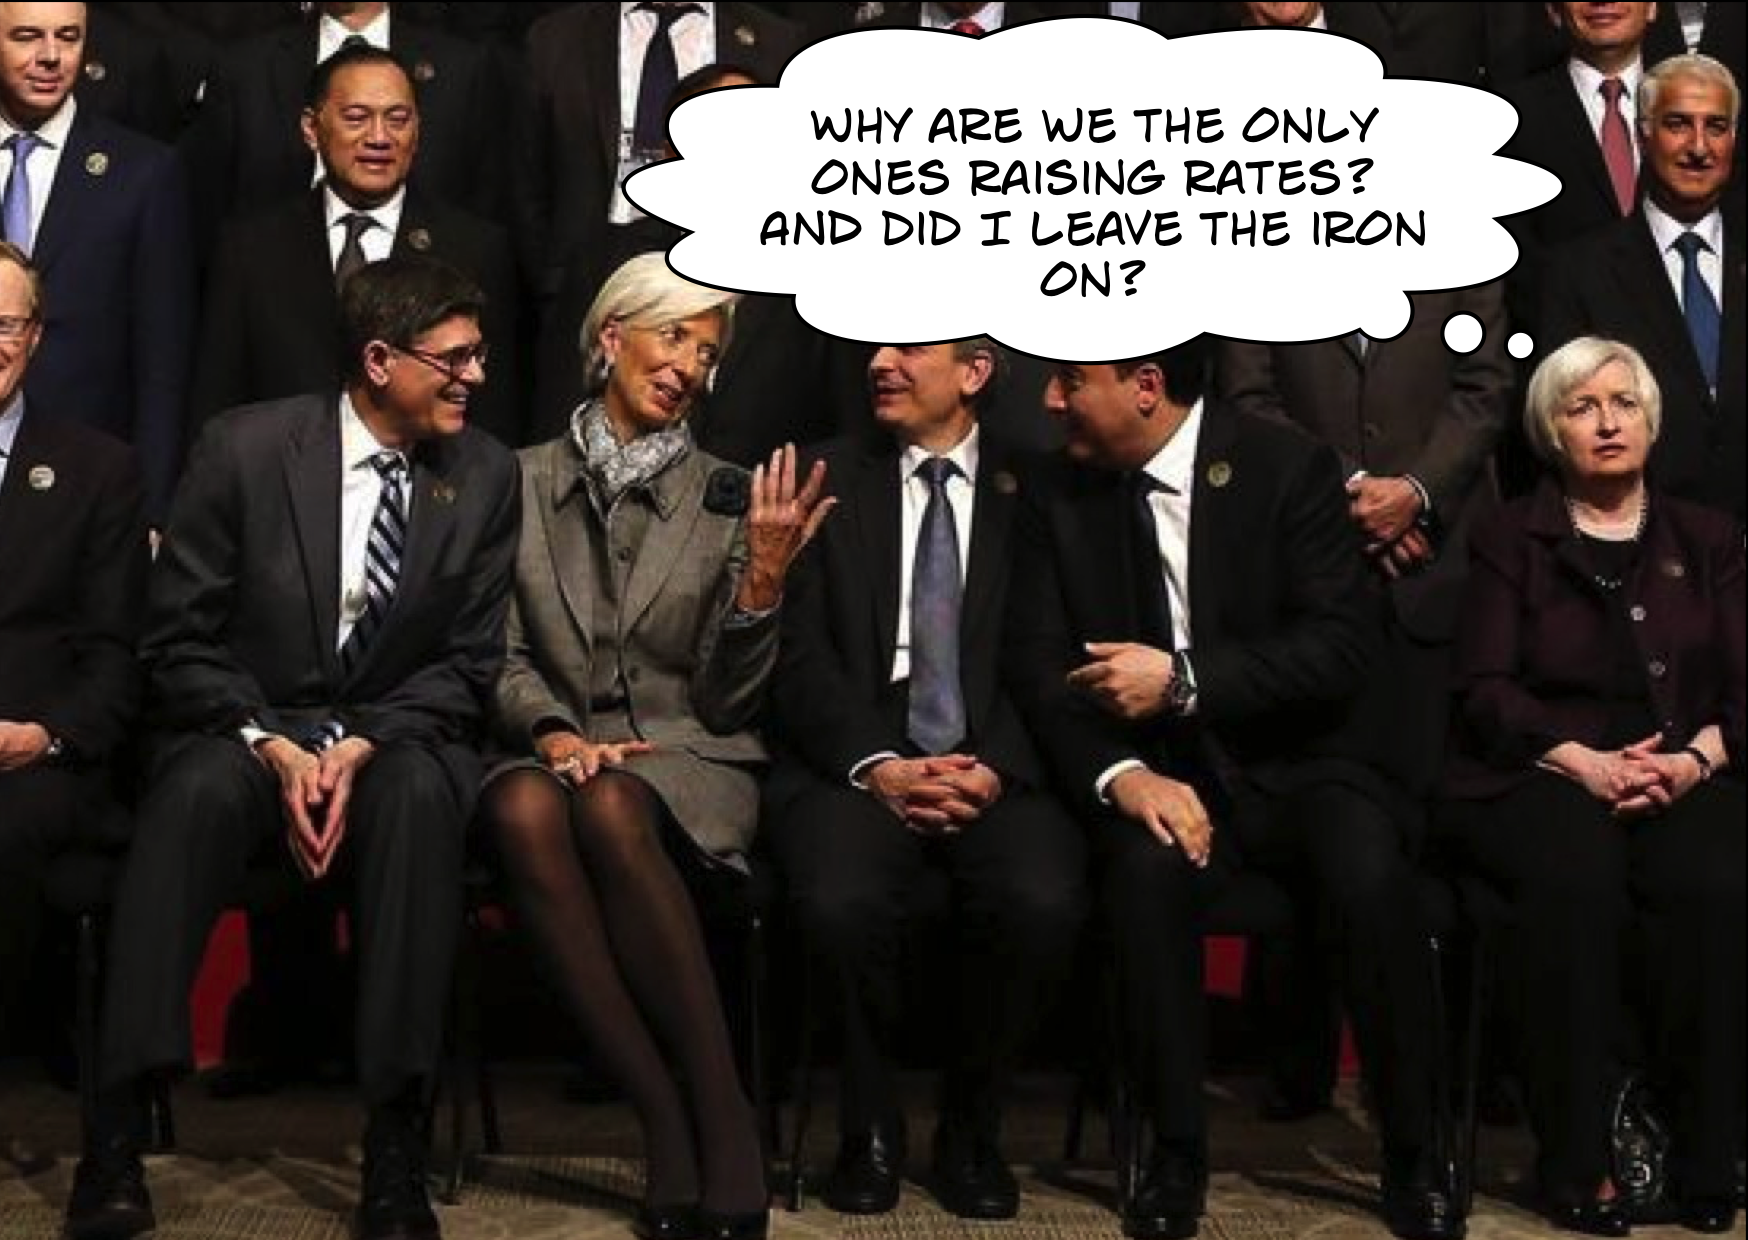 WHY ARE WE THE ONLY
ONES RAISING RATES?
AND DID I LEAVE THE IRON
ON?